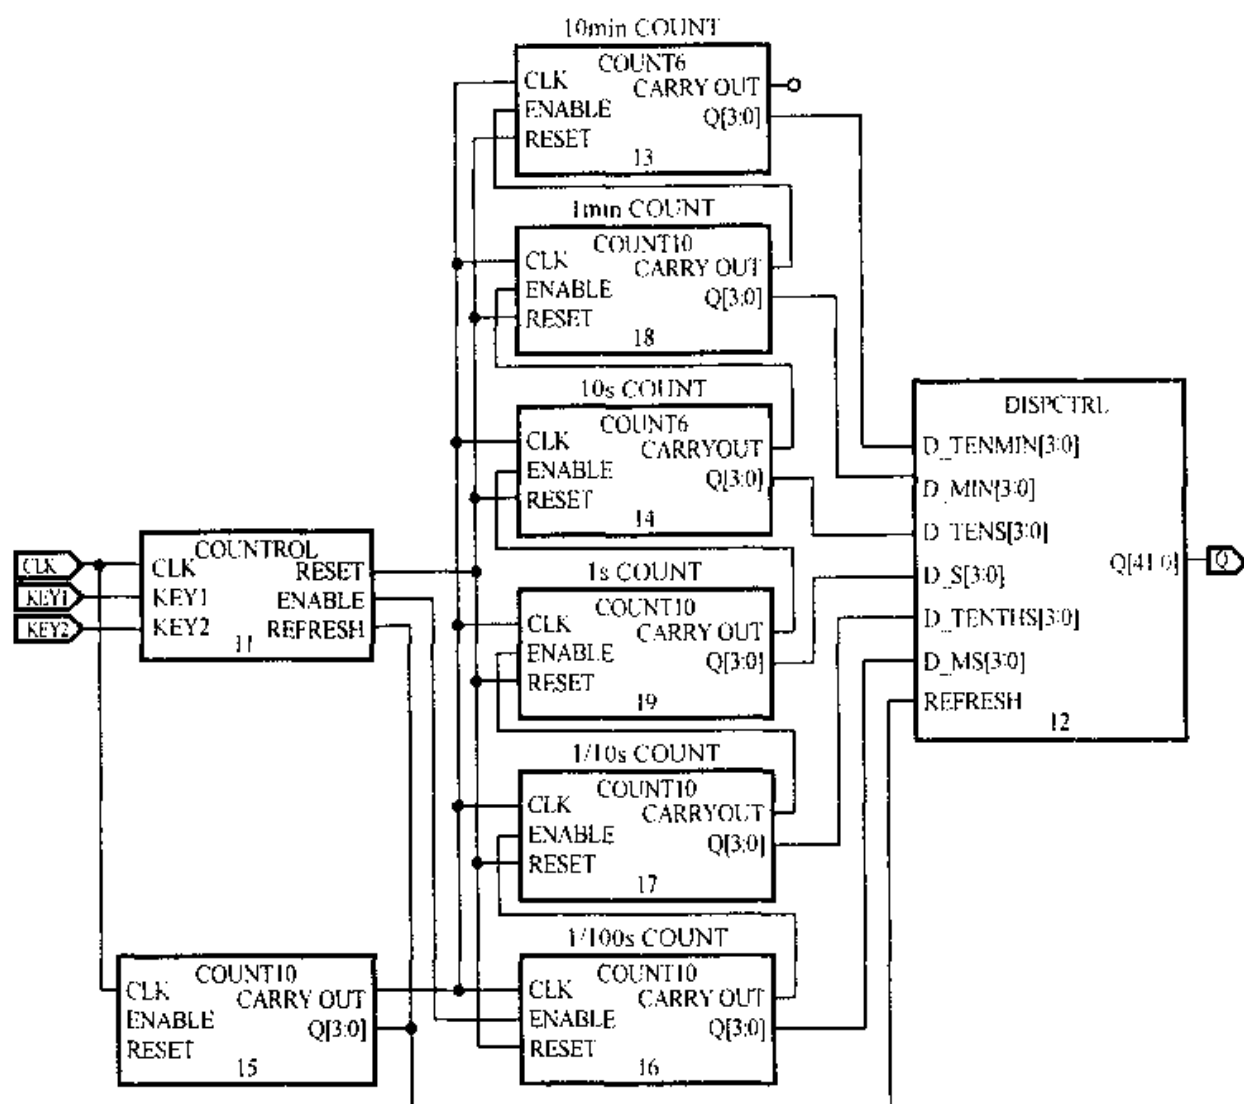 10min COUNT
COUNT6
CLK
CARRY OUT
ENABLE
Q[3:0]
RESET
13
1min COUNT
COUNT10
CLK
CARRY OUT
ENABLE
Q[3:0]
RESET
18
10s COUNT
COUNT6
CLK
CARRYOUT
ENABLE
Q[3:0]
RESET
14
1s COUNT
COUNT10
CLK
CARRY OUT
ENABLE
Q[3:0]
RESET
19
1/10s COUNT
COUNT10
CLK
CARRYOUT
ENABLE
Q[3:0]
RESET
17
1/100s COUNT
COUNT10
CLK
CARRY OUT
ENABLE
Q[3:0]
RESET
16
CLK
KEY1
KEY2
COUNTROL
CLK
RESET
KEY1
ENABLE
KEY2
REFRESH
11
COUNT10
CLK
CARRY OUT
ENABLE
Q[3:0]
RESET
15
DISPCTRL
D_TENMIN[3:0]
D_MIN[3:0]
D_TENS[3:0]
Q[41:0]
D_S[3:0]
D_TENTHS[3:0]
D_MS[3:0]
REFRESH
12
Q